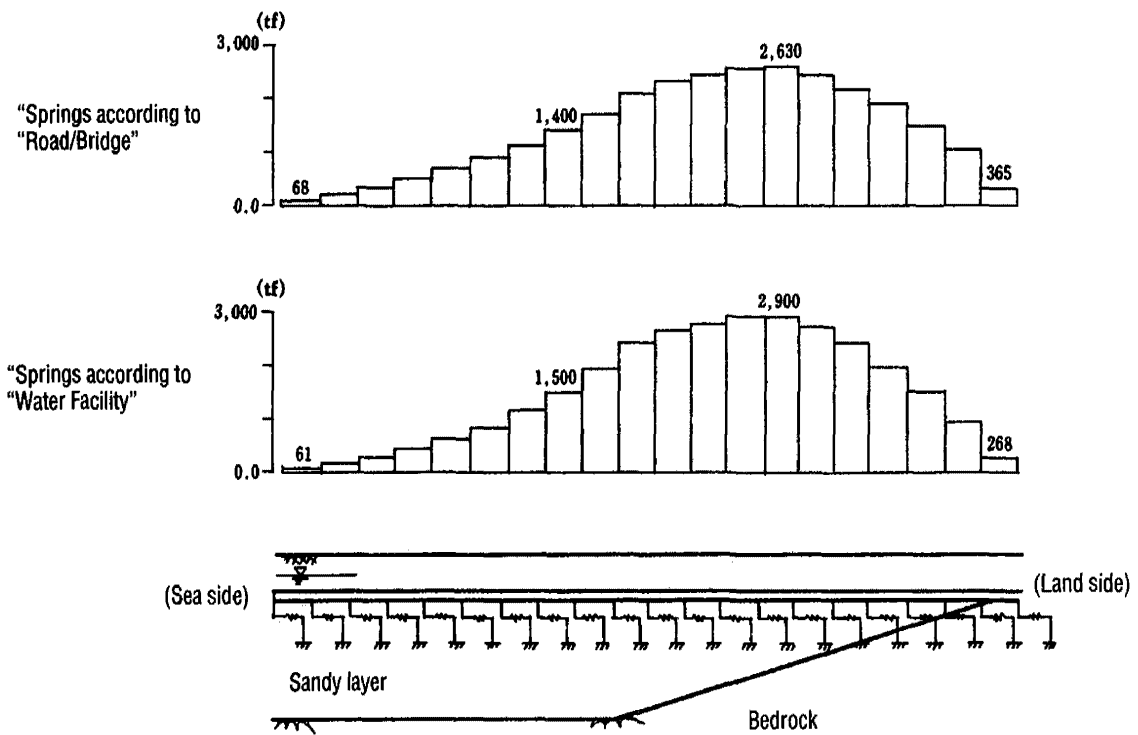 (tf)
3,000
2,630
"Springs according to
"Road/Bridge"
1,400
68
365
0.0
(tf)
3,000
2,900
"Springs according to
"Water Facility"
1,500
61
268
0.0
(Sea side)
(Land side)
Sandy layer
Bedrock